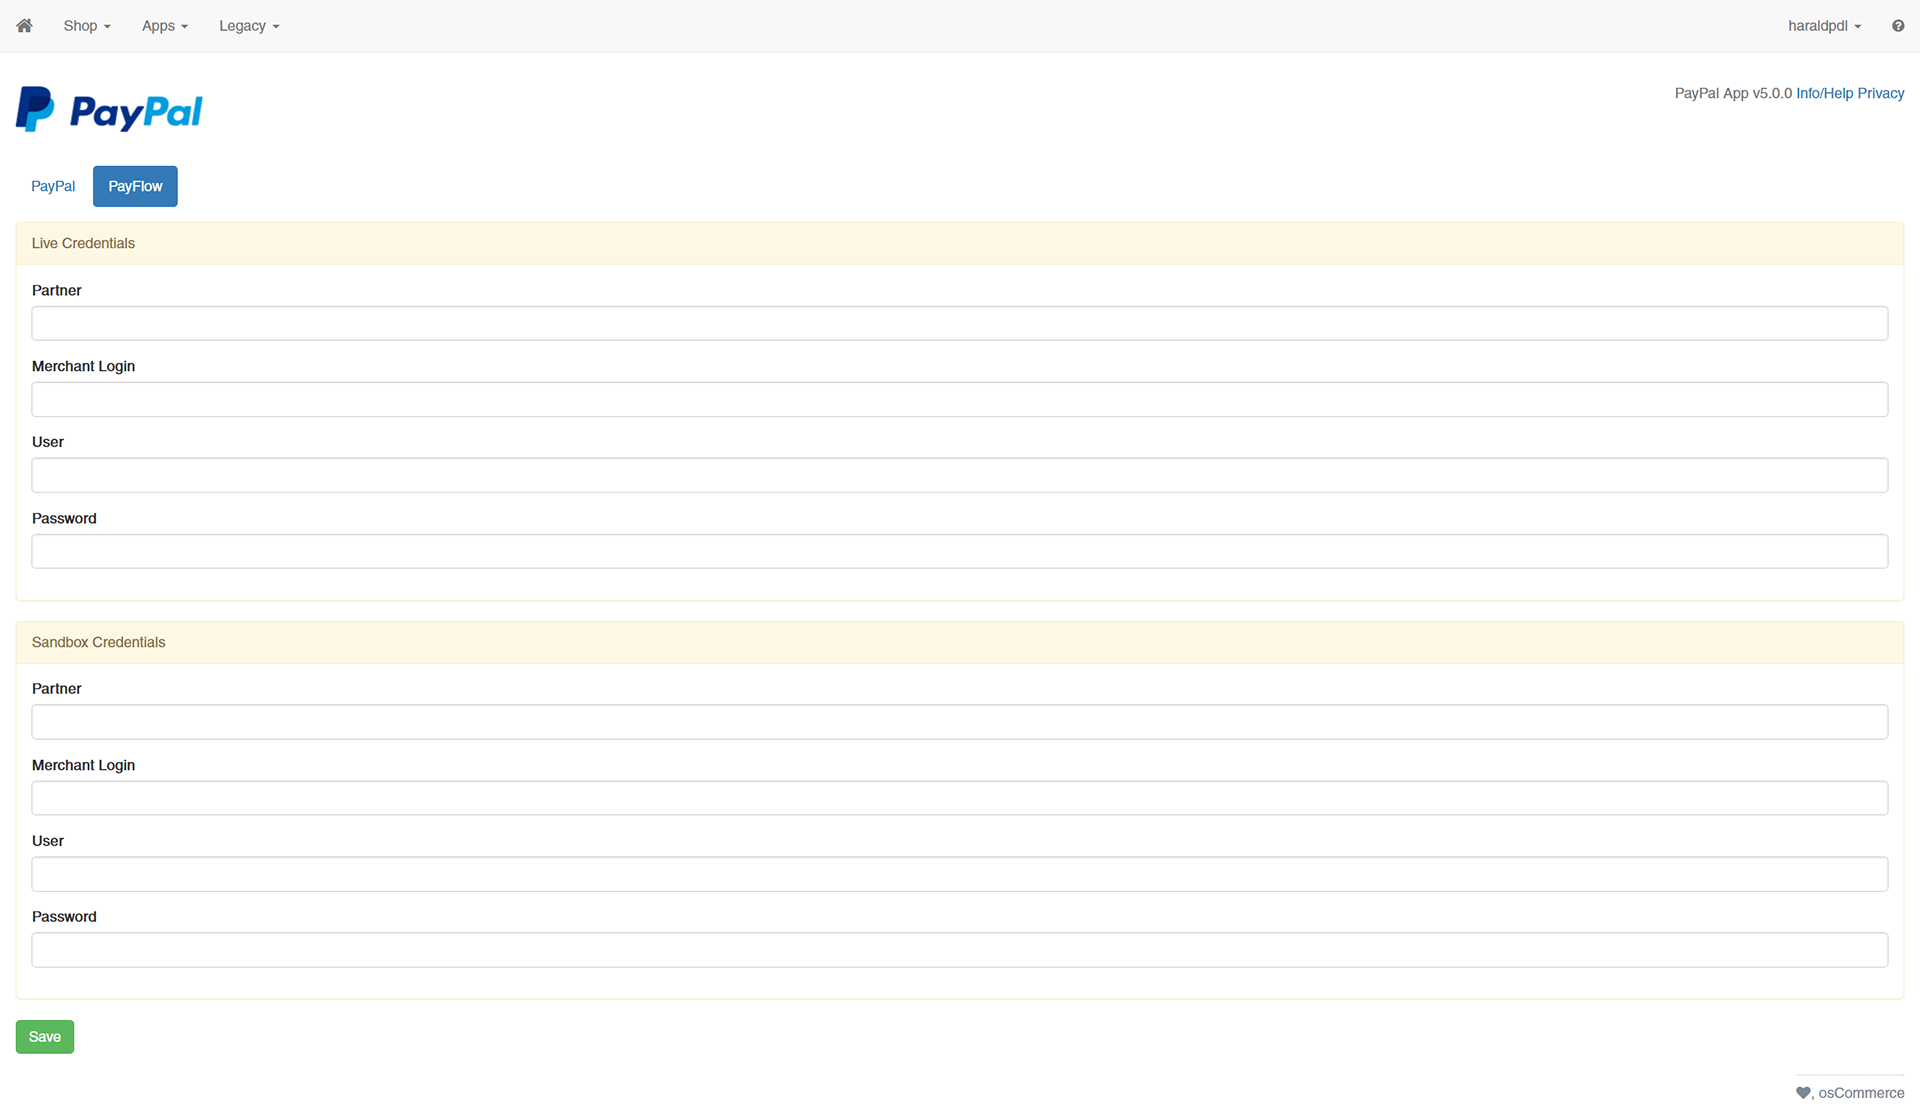 Shop Apps Legacy haraldpdl
PayPal
PayPal App v5.0.0 Info/Help Privacy
PayPal PayFlow
Live Credentials
Partner
Merchant Login
User
Password
Sandbox Credentials
Partner
Merchant Login
User
Password
Save
, osCommerce